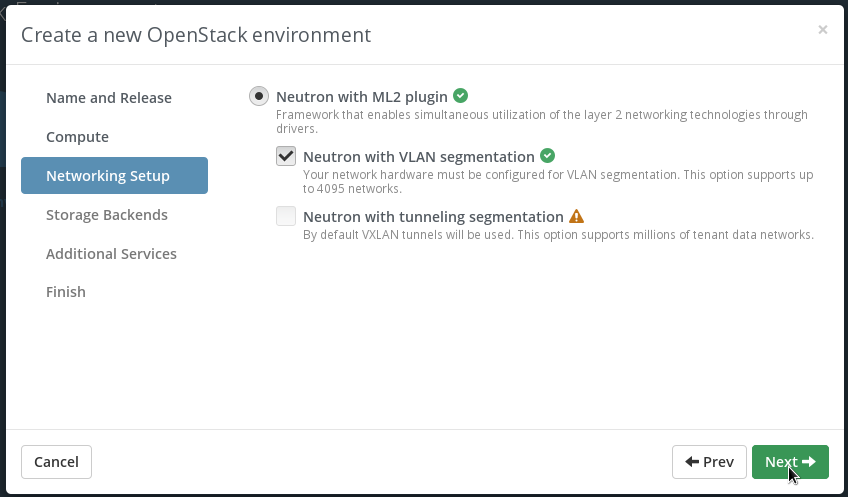 Create a new OpenStack environment
×
Name and Release
Compute
Networking Setup
Storage Backends
Additional Services
Finish
Neutron with ML2 plugin
Framework that enables simultaneous utilization of the layer 2 networking technologies through
drivers.
Neutron with VLAN segmentation
Your network hardware must be configured for VLAN segmentation. This option supports up
to 4095 networks.
Neutron with tunneling segmentation
By default VXLAN tunnels will be used. This option supports millions of tenant data networks.
Cancel
Prev
Next